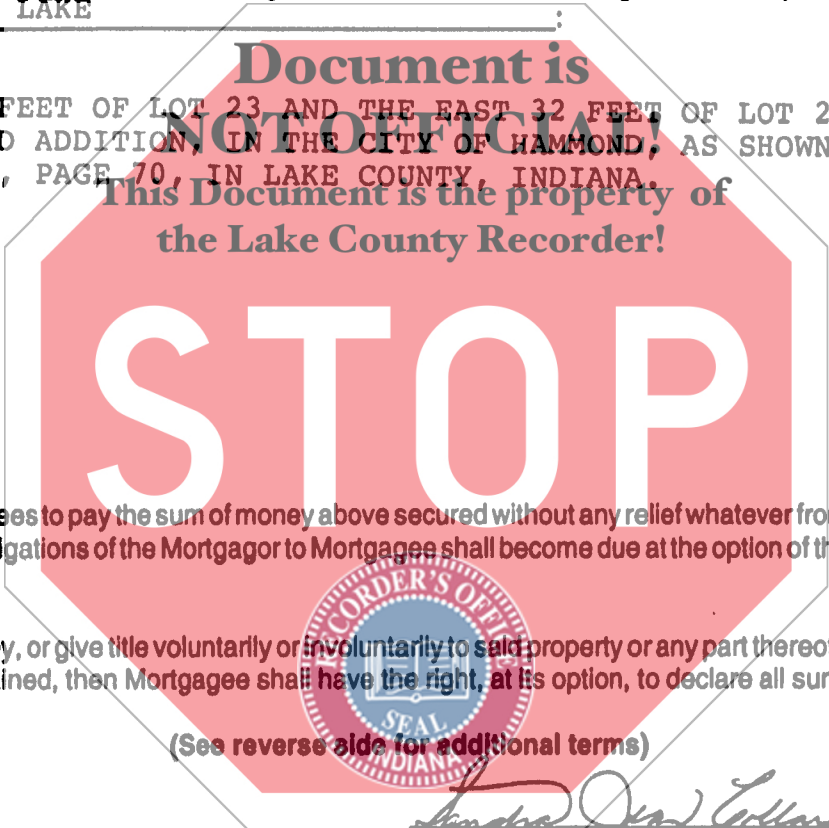 LAKE :
Document is
FEET OF LOT 23 AND THE EAST 32 FEET OF LOT 2
NOT OFFICIAL!
D ADDITION, IN THE CITY OF HAMMOND, AS SHOWN
, PAGE 70, IN LAKE COUNTY, INDIANA.
This Document is the property of
the Lake County Recorder!
STOP
ees to pay the sum of money above secured without any relief whatever fro
gations of the Mortgagor to Mortgagee shall become due at the option of th
RECORDER'S OFFICE
y, or give title voluntarily or involuntarily to said property or any part thereo
ined, then Mortgagee shall have the right, at its option, to declare all sur
SEAL
INDIANA
(See reverse side for additional terms)
Sandra Jean Collar